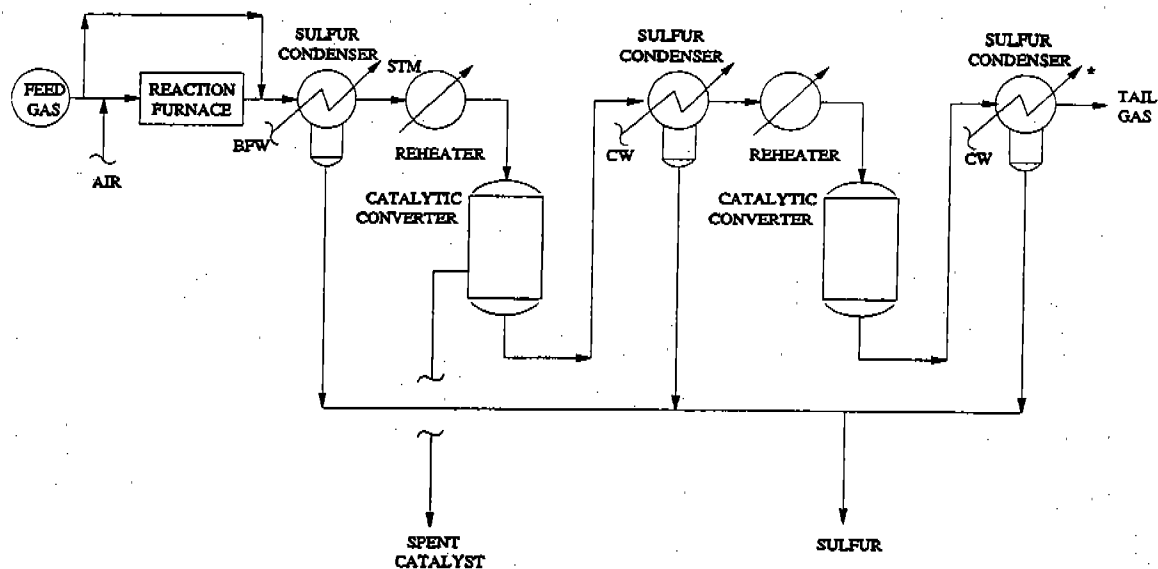 SULFUR
CONDENSER
STM
FEED
GAS
REACTION
FURNACE
AIR
BFW
REHEATER
CATALYTIC
CONVERTER
SULFUR
CONDENSER
CW
REHEATER
CATALYTIC
CONVERTER
SULFUR
CONDENSER
*
TAIL
GAS
CW
SPENT
CATALYST
SULFUR